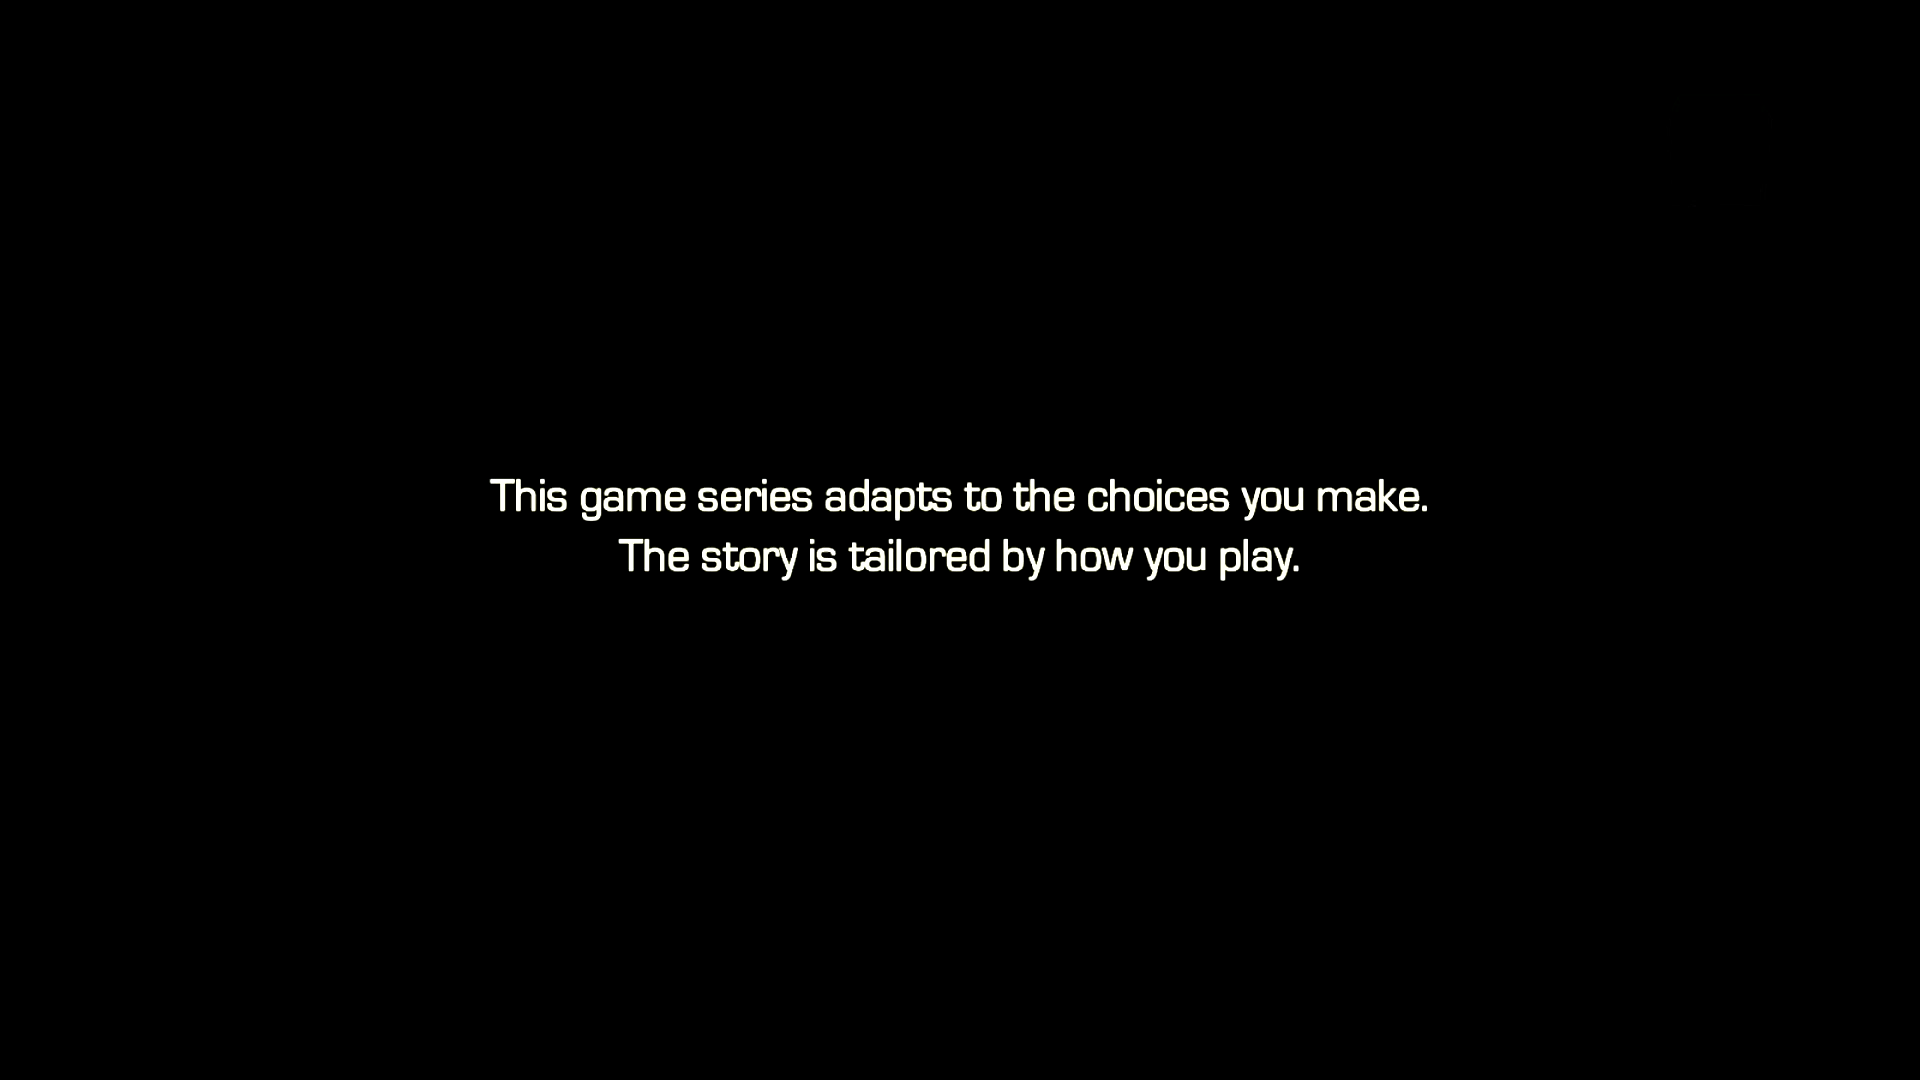 This game series adapts to the choices you make.
The story is tailored by how you play.